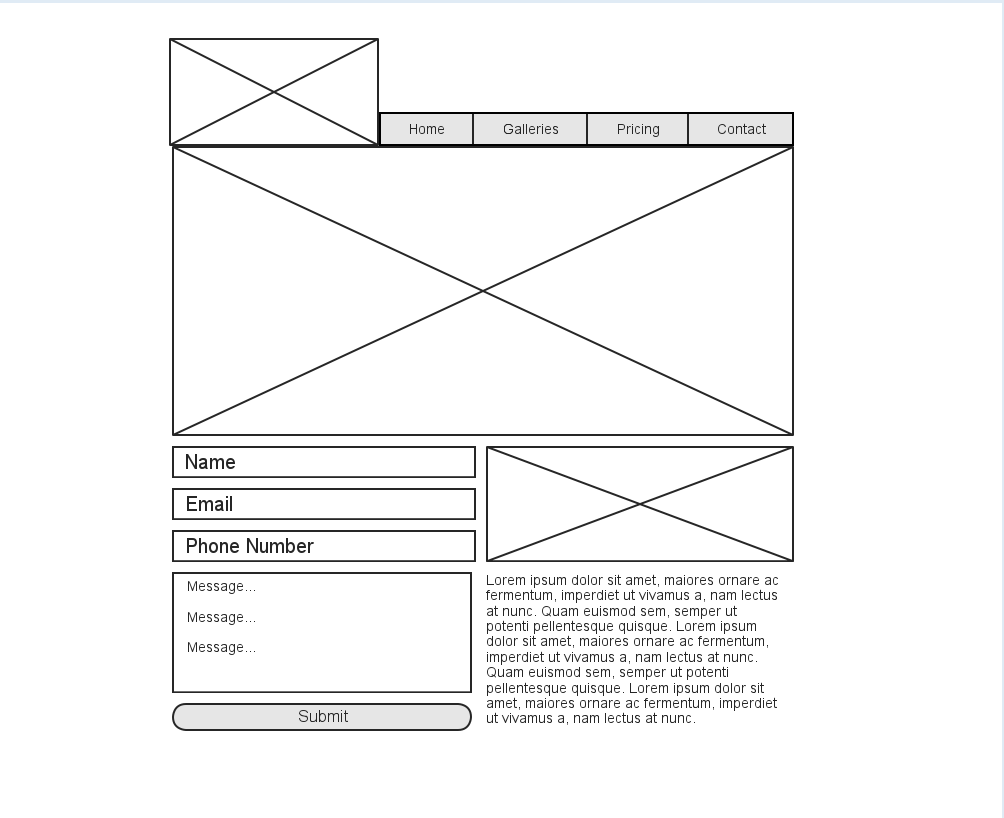 Home
Galleries
Pricing
Contact
Name
Email
Phone Number
Message...
Message...
Message...
Submit
Lorem ipsum dolor sit amet, maiores ornare ac
fermentum, imperdiet ut vivamus a, nam lectus
at nunc. Quam euismod sem, semper ut
potenti pellentesque quisque. Lorem ipsum
dolor sit amet, maiores ornare ac fermentum,
imperdiet ut vivamus a, nam lectus at nunc.
Quam euismod sem, semper ut potenti
pellentesque quisque. Lorem ipsum dolor sit
amet, maiores ornare ac fermentum, imperdiet
ut vivamus a, nam lectus at nunc.